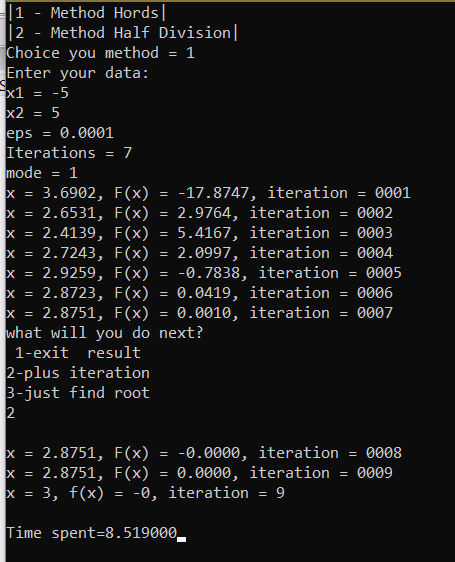 |1 - Method Hords|
|2 - Method Half Division|
Choice you method = 1
Enter your data:
x1 = -5
x2 = 5
eps = 0.0001
Iterations = 7
mode = 1
x = 3.6902, F(x) = -17.8747, iteration = 0001
x = 2.6531, F(x) = 2.9764, iteration = 0002
x = 2.4139, F(x) = 5.4167, iteration = 0003
x = 2.7243, F(x) = 2.0997, iteration = 0004
x = 2.9259, F(x) = -0.7838, iteration = 0005
x = 2.8723, F(x) = 0.0419, iteration = 0006
x = 2.8751, F(x) = 0.0010, iteration = 0007
what will you do next?
1-exit  result
2-plus iteration
3-just find root
2
x = 2.8751, F(x) = -0.0000, iteration = 0008
x = 2.8751, F(x) = 0.0000, iteration = 0009
x = 3, f(x) = -0, iteration = 9
Time spent=8.519000